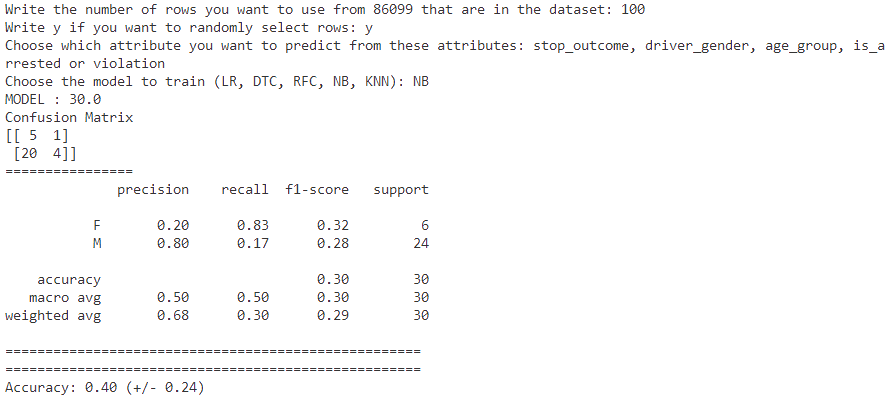 Write the number of rows you want to use from 86099 that are in the dataset: 100
Write y if you want to randomly select rows: y
Choose which attribute you want to predict from these attributes: stop_outcome, driver_gender, age_group, is_a
rrested or violation
Choose the model to train (LR, DTC, RFC, NB, KNN): NB
MODEL : 30.0
Confusion Matrix
[[ 5  1]
 [20  4]]
================
              precision    recall  f1-score   support

           F       0.20      0.83      0.32         6
           M       0.80      0.17      0.28        24

    accuracy                           0.30        30
   macro avg       0.50      0.50      0.30        30
weighted avg       0.68      0.30      0.29        30

====================================================
====================================================
Accuracy: 0.40 (+/- 0.24)